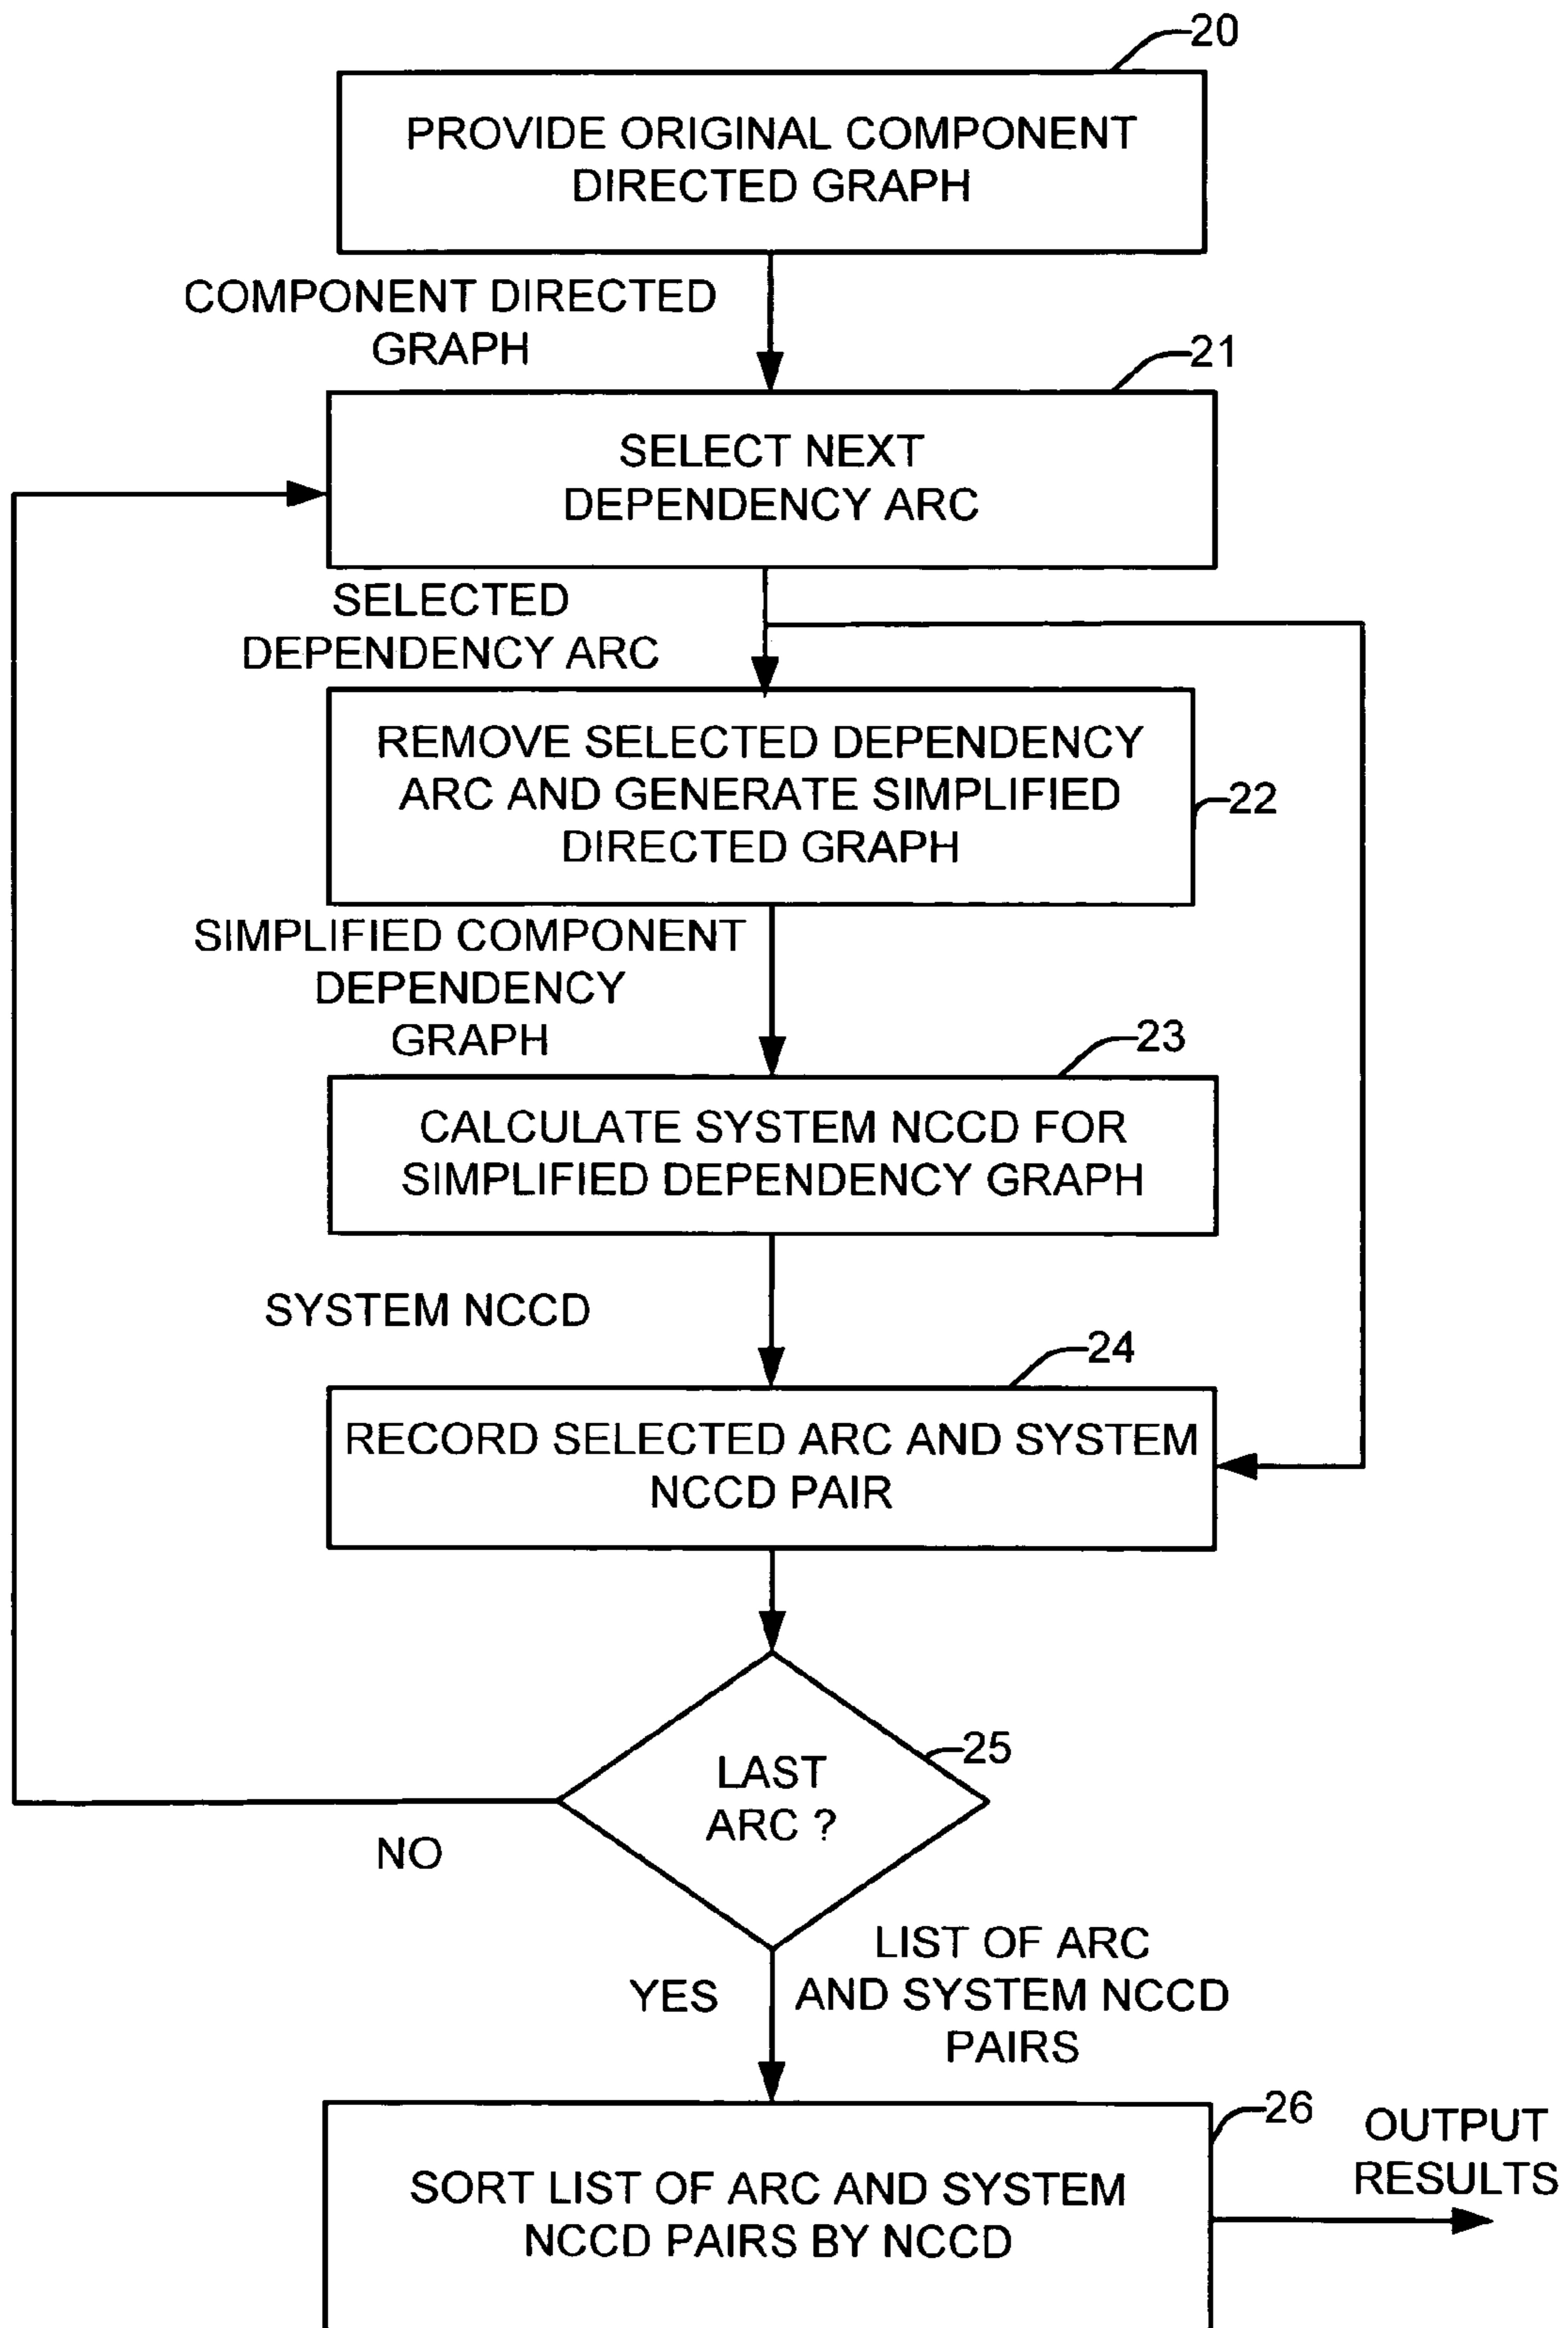 20
PROVIDE ORIGINAL COMPONENT
DIRECTED GRAPH
COMPONENT DIRECTED
GRAPH
21
SELECT NEXT
DEPENDENCY ARC
SELECTED
DEPENDENCY ARC
REMOVE SELECTED DEPENDENCY
ARC AND GENERATE SIMPLIFIED
DIRECTED GRAPH
22
SIMPLIFIED COMPONENT
DEPENDENCY
GRAPH
23
CALCULATE SYSTEM NCCD FOR
SIMPLIFIED DEPENDENCY GRAPH
SYSTEM NCCD
24
RECORD SELECTED ARC AND SYSTEM
NCCD PAIR
25
LAST
ARC ?
NO
YES
LIST OF ARC
AND SYSTEM NCCD
PAIRS
26
OUTPUT
RESULTS
SORT LIST OF ARC AND SYSTEM
NCCD PAIRS BY NCCD